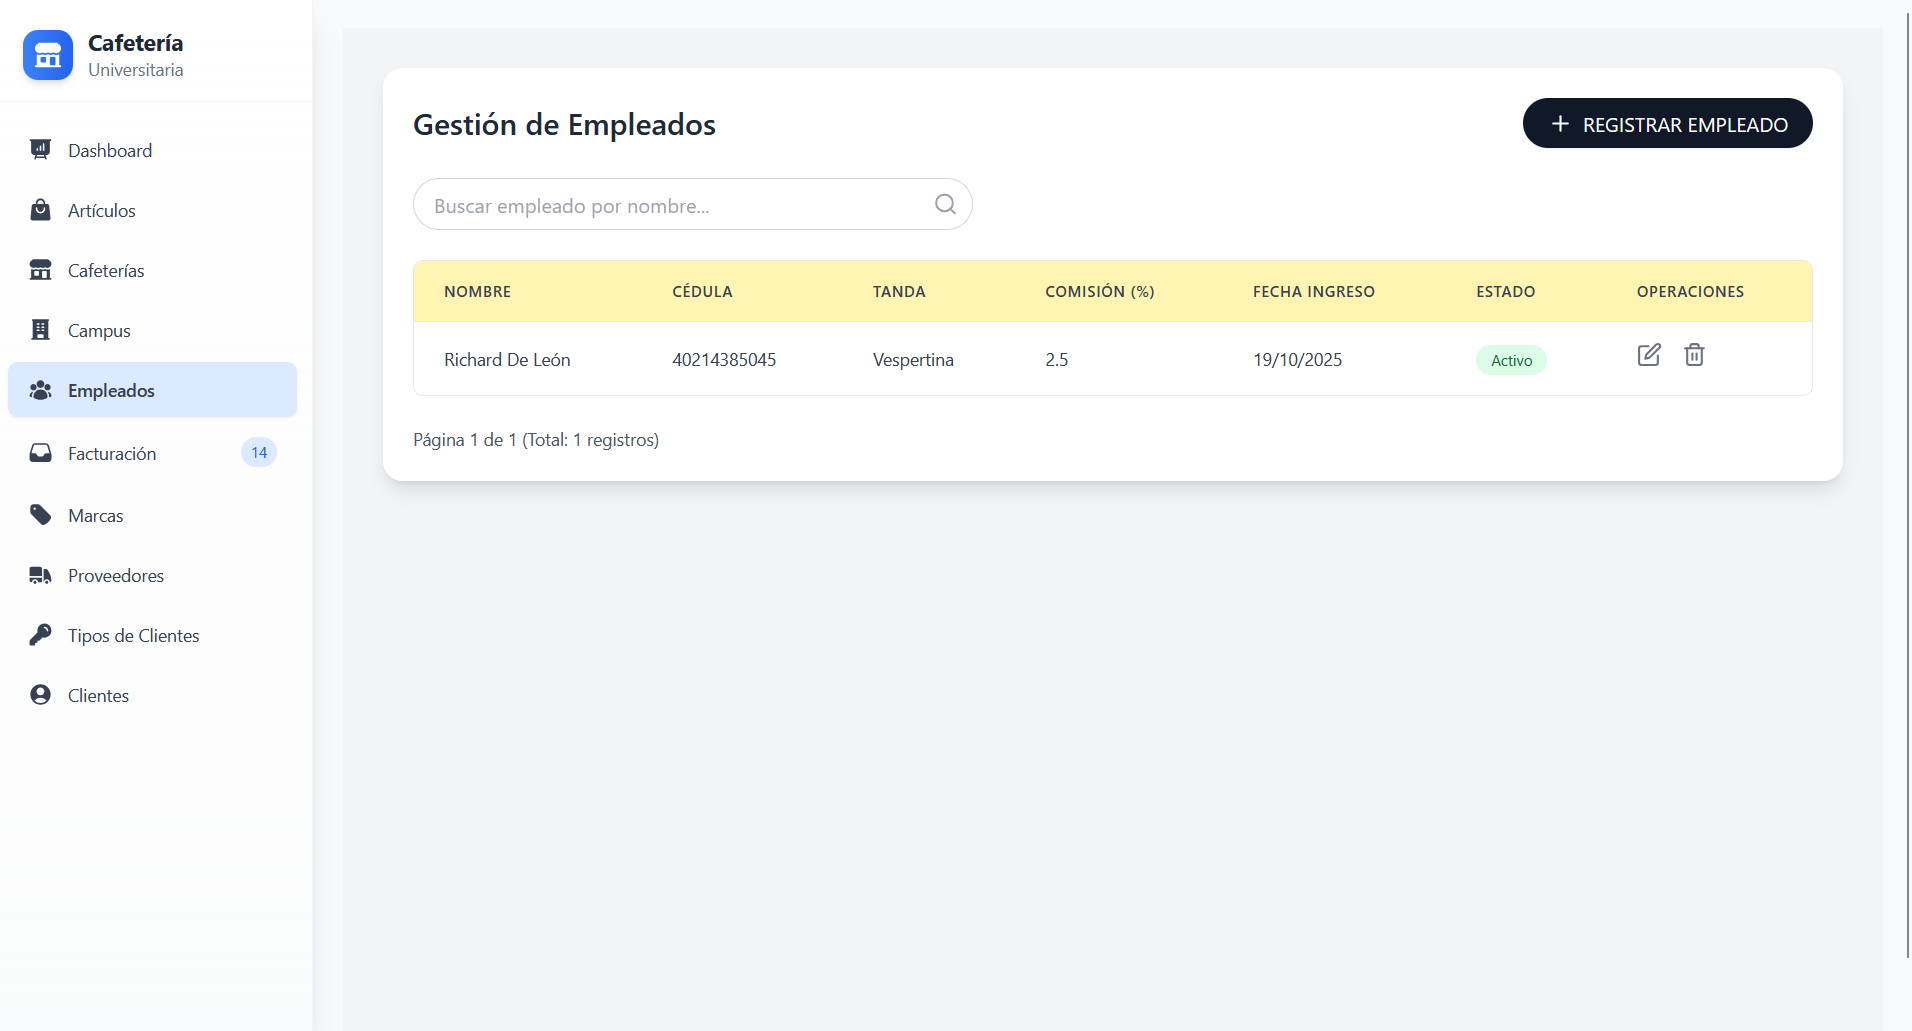 Cafetería
Universitaria
Dashboard
Artículos
Cafeterías
Campus
Empleados
Facturación 14
Marcas
Proveedores
Tipos de Clientes
Clientes
Gestión de Empleados
REGISTRAR EMPLEADO
Buscar empleado por nombre...
NOMBRE CÉDULA TANDA COMISIÓN (%) FECHA INGRESO ESTADO OPERACIONES
Richard De León 40214385045 Vespertina 2.5 19/10/2025 Activo
Página 1 de 1 (Total: 1 registros)